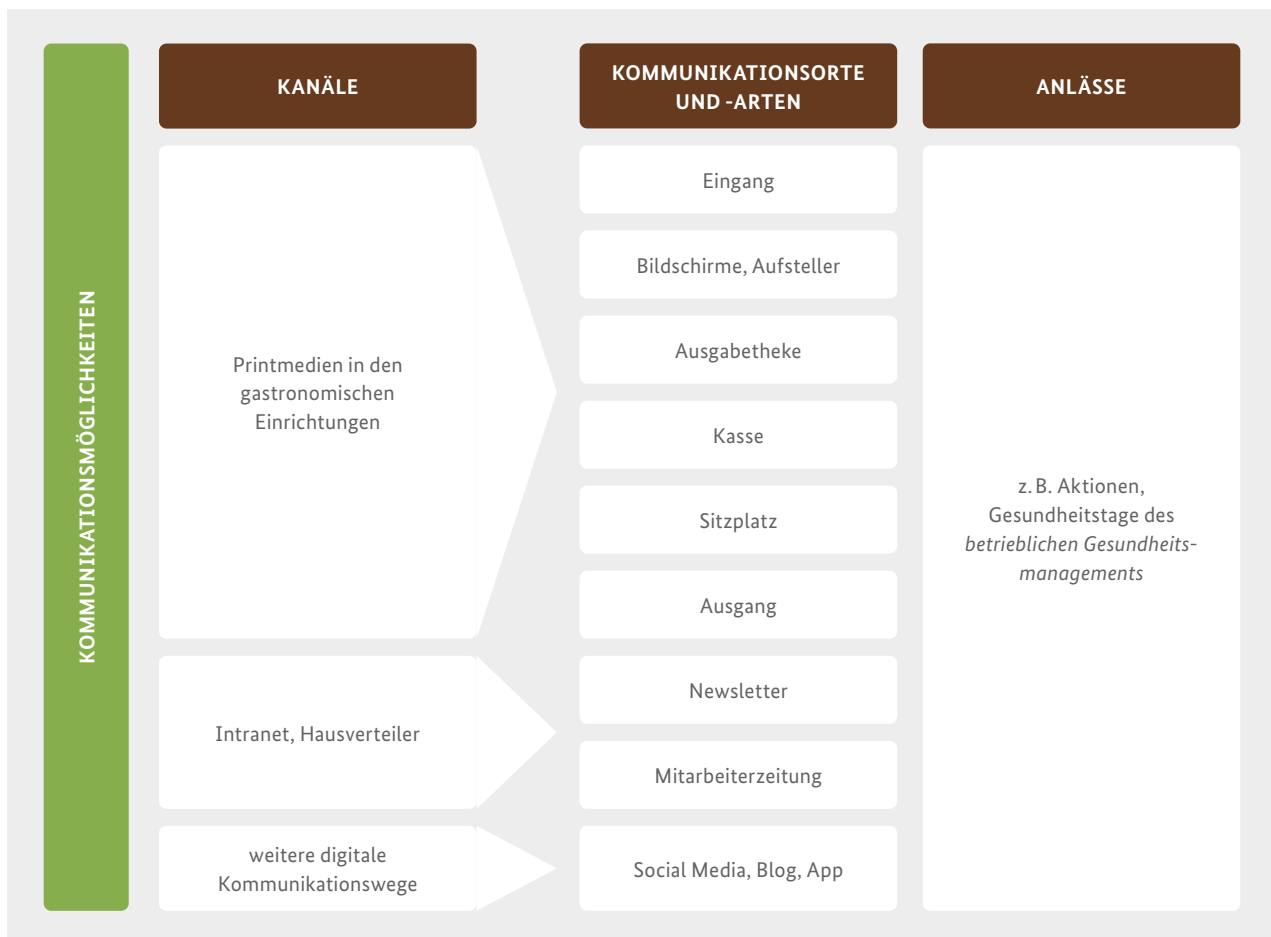 KOMMUNIKATIONSMÖGLICHKEITEN
KANÄLE
KOMMUNIKATIONSORTE
UND -ARTEN
ANLÄSSE
Printmedien in den
gastronomischen
Einrichtungen
Eingang
Bildschirme, Aufsteller
Ausgabetheke
Kasse
Sitzplatz
Ausgang
Intranet, Hausverteiler
Newsletter
Mitarbeiterzeitung
weitere digitale
Kommunikationswege
Social Media, Blog, App
z. B. Aktionen,
Gesundheitstage des
betrieblichen Gesundheits-
managements